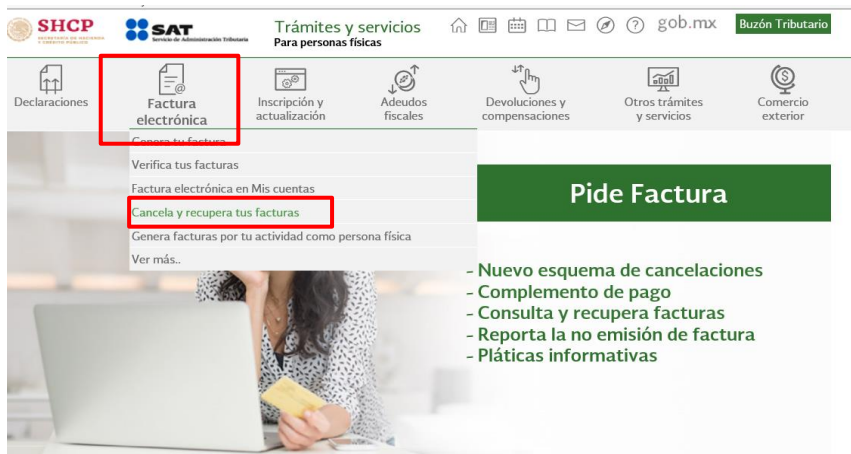 SHCP
SECRETARÍA DE HACIENDA
Y CRÉDITO PÚBLICO
SAT
Servicio de Administración Tributaria
Trámites y servicios
Para personas físicas
gob.mx
Buzón Tributario
Declaraciones
Factura
electrónica
Inscripción y
actualización
Adeudos
fiscales
Devoluciones y
compensaciones
Otros trámites
y servicios
Comercio
exterior
Genera tu factura
Verifica tus facturas
Factura electrónica en Mis cuentas
Cancela y recupera tus facturas
Genera facturas por tu actividad como persona física
Ver más..
Pide Factura
- Nuevo esquema de cancelaciones
- Complemento de pago
- Consulta y recupera facturas
- Reporta la no emisión de factura
- Pláticas informativas